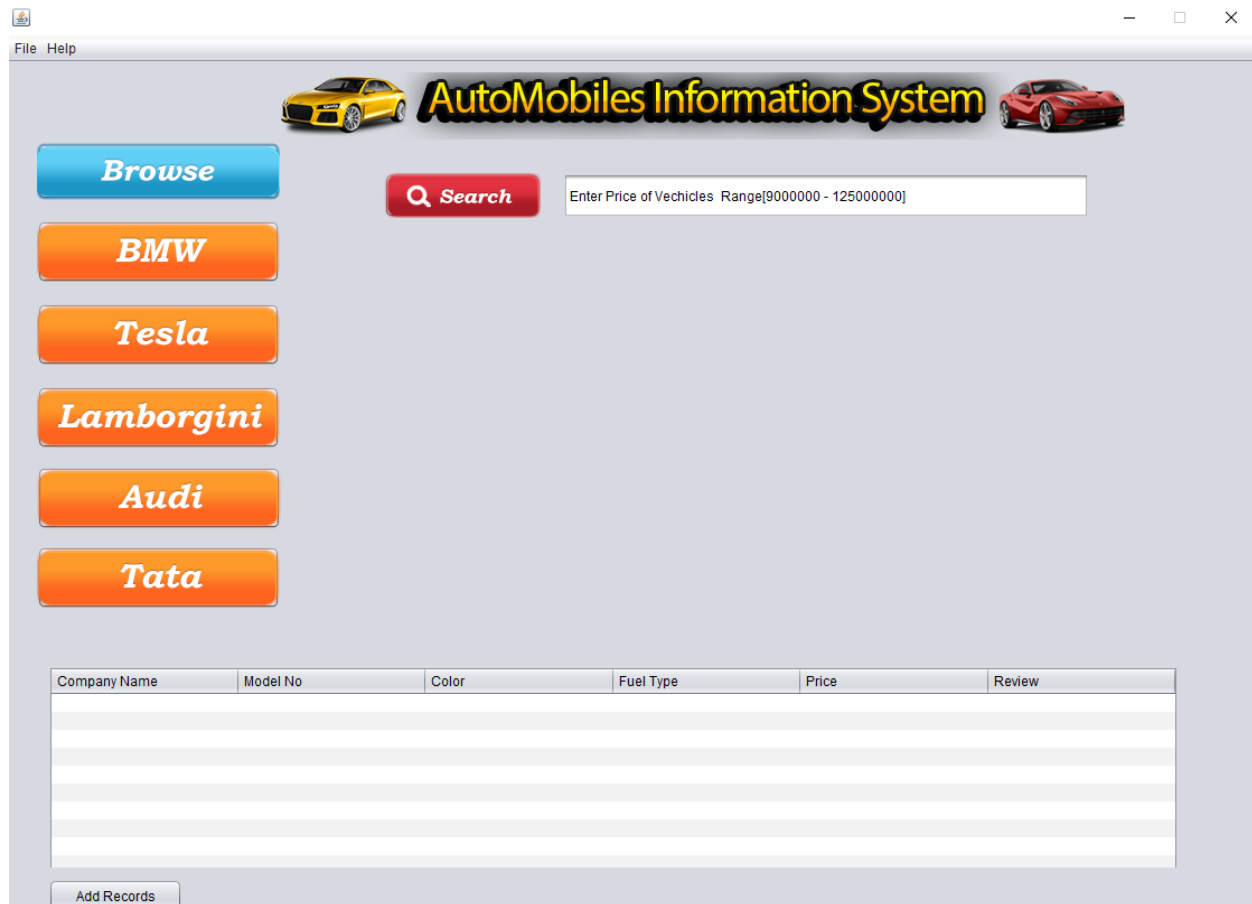 File Help
AutoMobiles Information System
Browse
Search
Enter Price of Vechicles Range[9000000 - 125000000]
BMW
Tesla
Lamborgini
Audi
Tata
Company Name Model No Color Fuel Type Price Review
Add Records